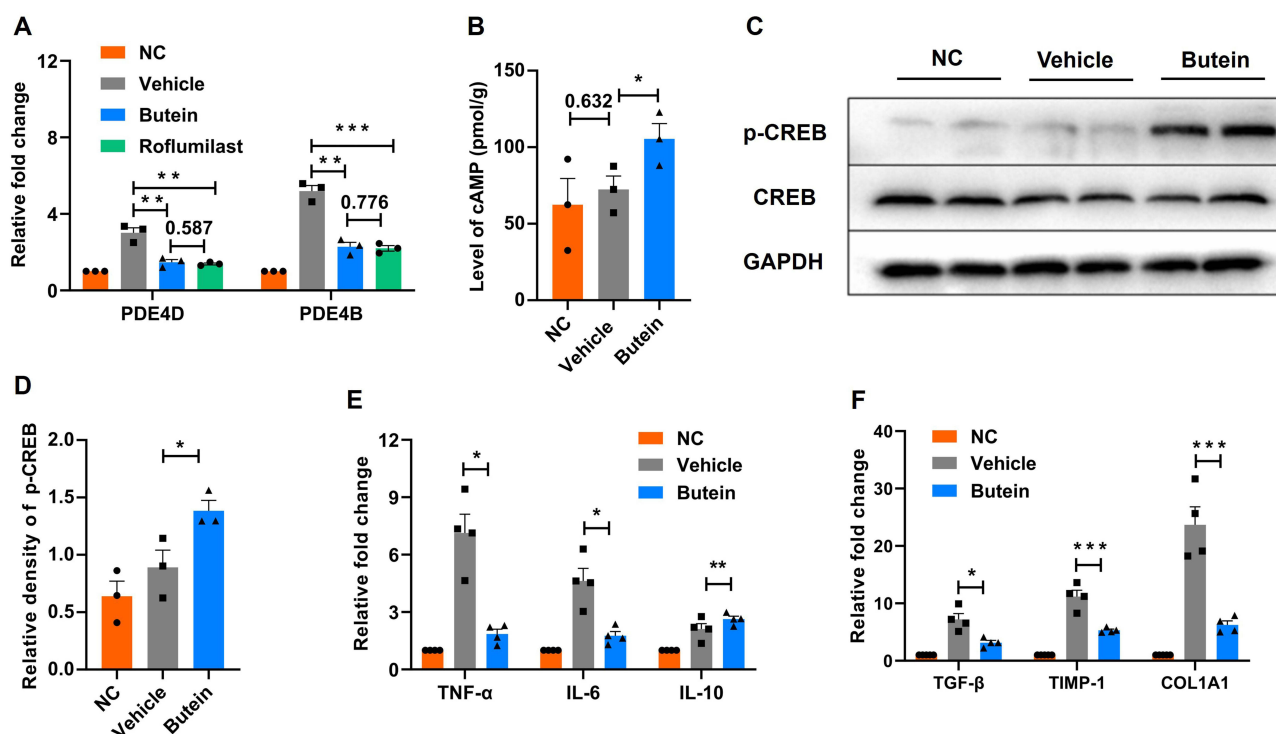 A
NC
Vehicle
Butein
Roflumilast
Relative fold change
12
8
4
0
**
**
0.587
***
**
0.776
PDE4D
PDE4B
B
Level of cAMP (pmol/g)
150
100
50
0
0.632
*
NC
Vehicle
Butein
C
NC Vehicle Butein
p-CREB
CREB
GAPDH
D
Relative density of p-CREB
2.0
1.5
1.0
0.5
0.0
*
NC
Vehicle
Butein
E
NC
Vehicle
Butein
Relative fold change
12
9
6
3
0
*
*
**
TNF-α
IL-6
IL-10
F
NC
Vehicle
Butein
Relative fold change
40
30
20
10
0
*
***
***
TGF-β
TIMP-1
COL1A1